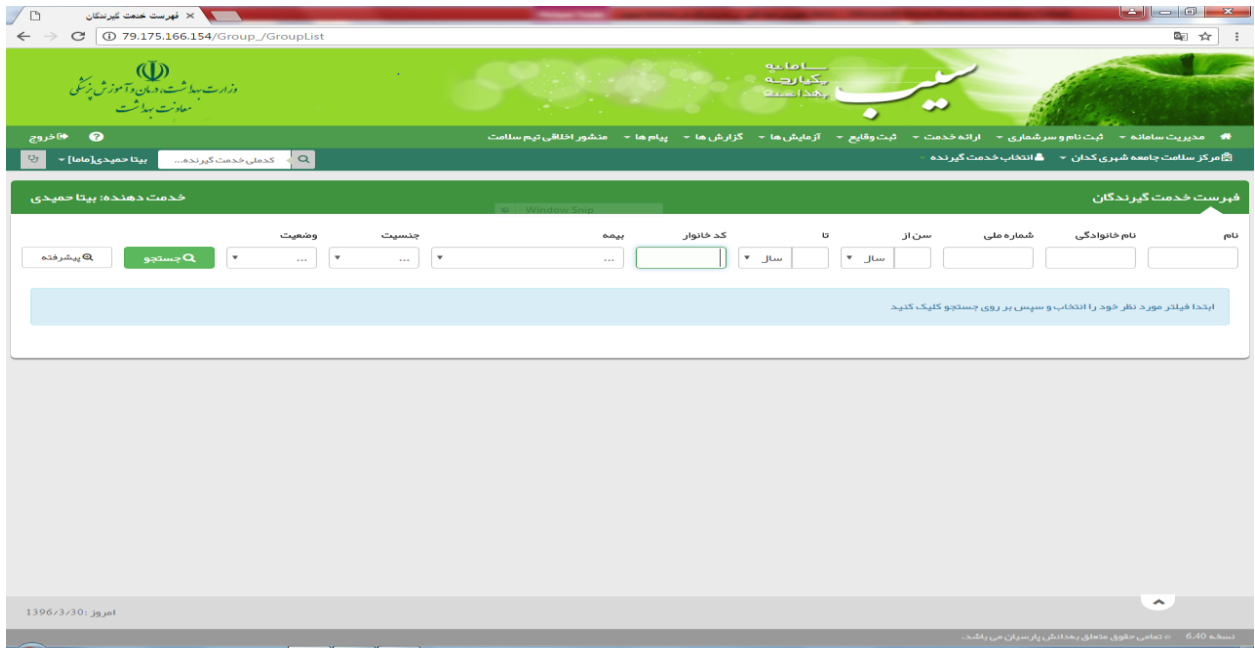 فهرست خدمت گیرندگان
79.175.166.154/Group_/GroupList
وزارت بهداشت، درمان و آموزش پزشکی
معاونت بهداشت
سامانه
یکپارچه
بهداشت
سیب
مدیریت سامانه ثبت نام و سرشماری ارائه خدمت ثبت وقایع آزمایش ها گزارش ها پیام ها منشور اخلاقی تیم سلامت خروج
مرکز سلامت جامعه شهری کدان انتخاب خدمت گیرنده کدملی خدمت گیرنده... بیتا حمیدی[ماما]
فهرست خدمت گیرندگان خدمت دهنده: بیتا حمیدی
Window Snip
نام نام خانوادگی شماره ملی سن از تا کد خانوار بیمه جنسیت وضعیت
سال سال ... ... ... جستجو پیشرفته
ابتدا فیلتر مورد نظر خود را انتخاب و سپس بر روی جستجو کلیک کنید
امروز :1396/3/30
نسخه 6.40 © تمامی حقوق متعلق به‌دانش پارسیان می باشد.